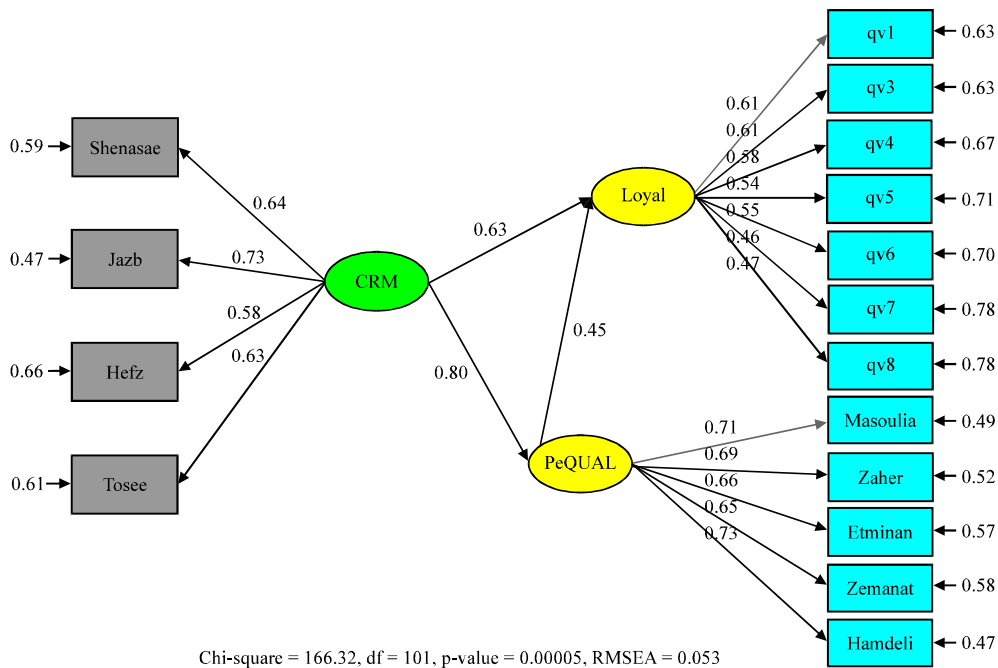 0.59
Shenasae
0.47
Jazb
0.66
Hefz
0.61
Tosee
0.64
0.73
0.58
0.63
CRM
0.63
0.80
0.45
Loyal
PeQUAL
0.61
0.61
0.58
0.54
0.55
0.46
0.47
0.71
0.69
0.66
0.65
0.73
qv1
0.63
qv3
0.63
qv4
0.67
qv5
0.71
qv6
0.70
qv7
0.78
qv8
0.78
Masoulia
0.49
Zaher
0.52
Etminan
0.57
Zemanat
0.58
Hamdeli
0.47
Chi-square = 166.32, df = 101, p-value = 0.00005, RMSEA = 0.053